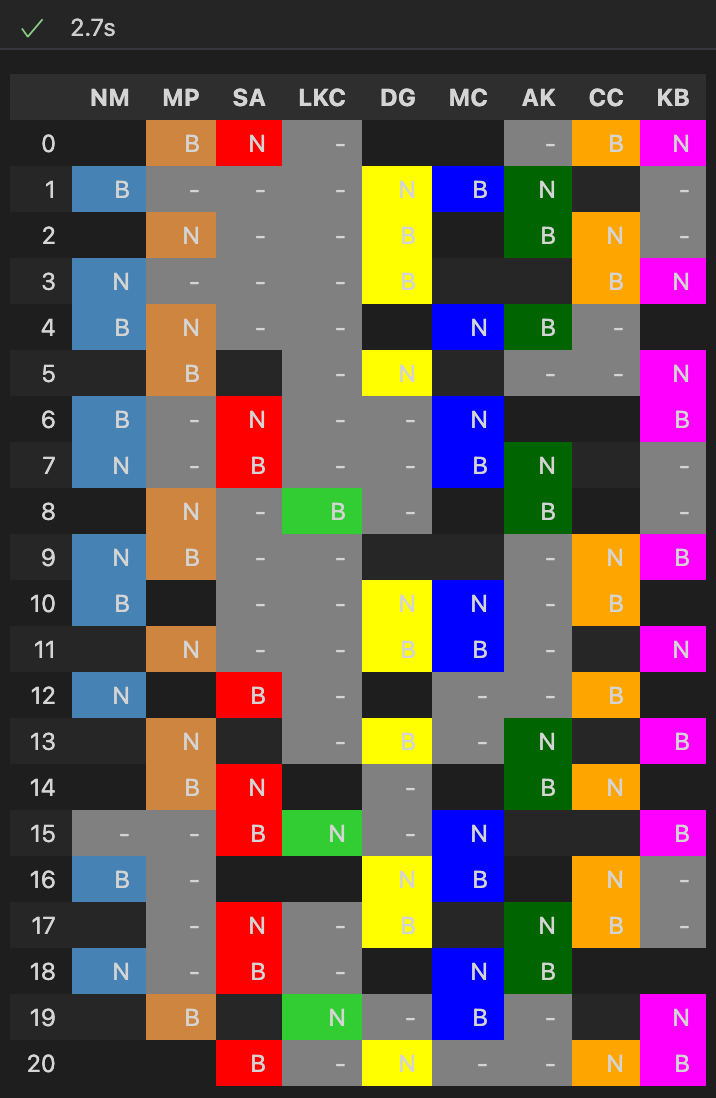 ✓ 2.7s
NM MP SA LKC DG MC AK CC KB
0 B N - - B N
1 B - - - N B N -
2 N - - B B N -
3 N - - - B B N
4 B N - - N B -
5 B - N - - N
6 B - N - - N B
7 N - B - - B N -
8 N - B - B -
9 N B - - - N B
10 B - - N N - B
11 N - - B B - N
12 N B - - - B
13 N - B - N B
14 B N - B N
15 - - B N - N B
16 B - N B N -
17 - N - B N B -
18 N - B - N B
19 B N - B - N
20 B - N - - N B